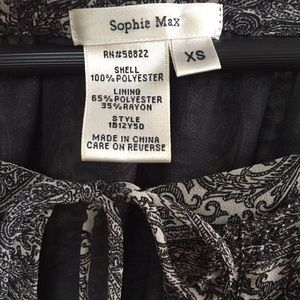 Sophie Max
XS
RN#58822
SHELL
100% POLYESTER
LINING
65% POLYESTER
35% RAYON
STYLE
1B12Y5D
MADE IN CHINA
CARE ON REVERSE